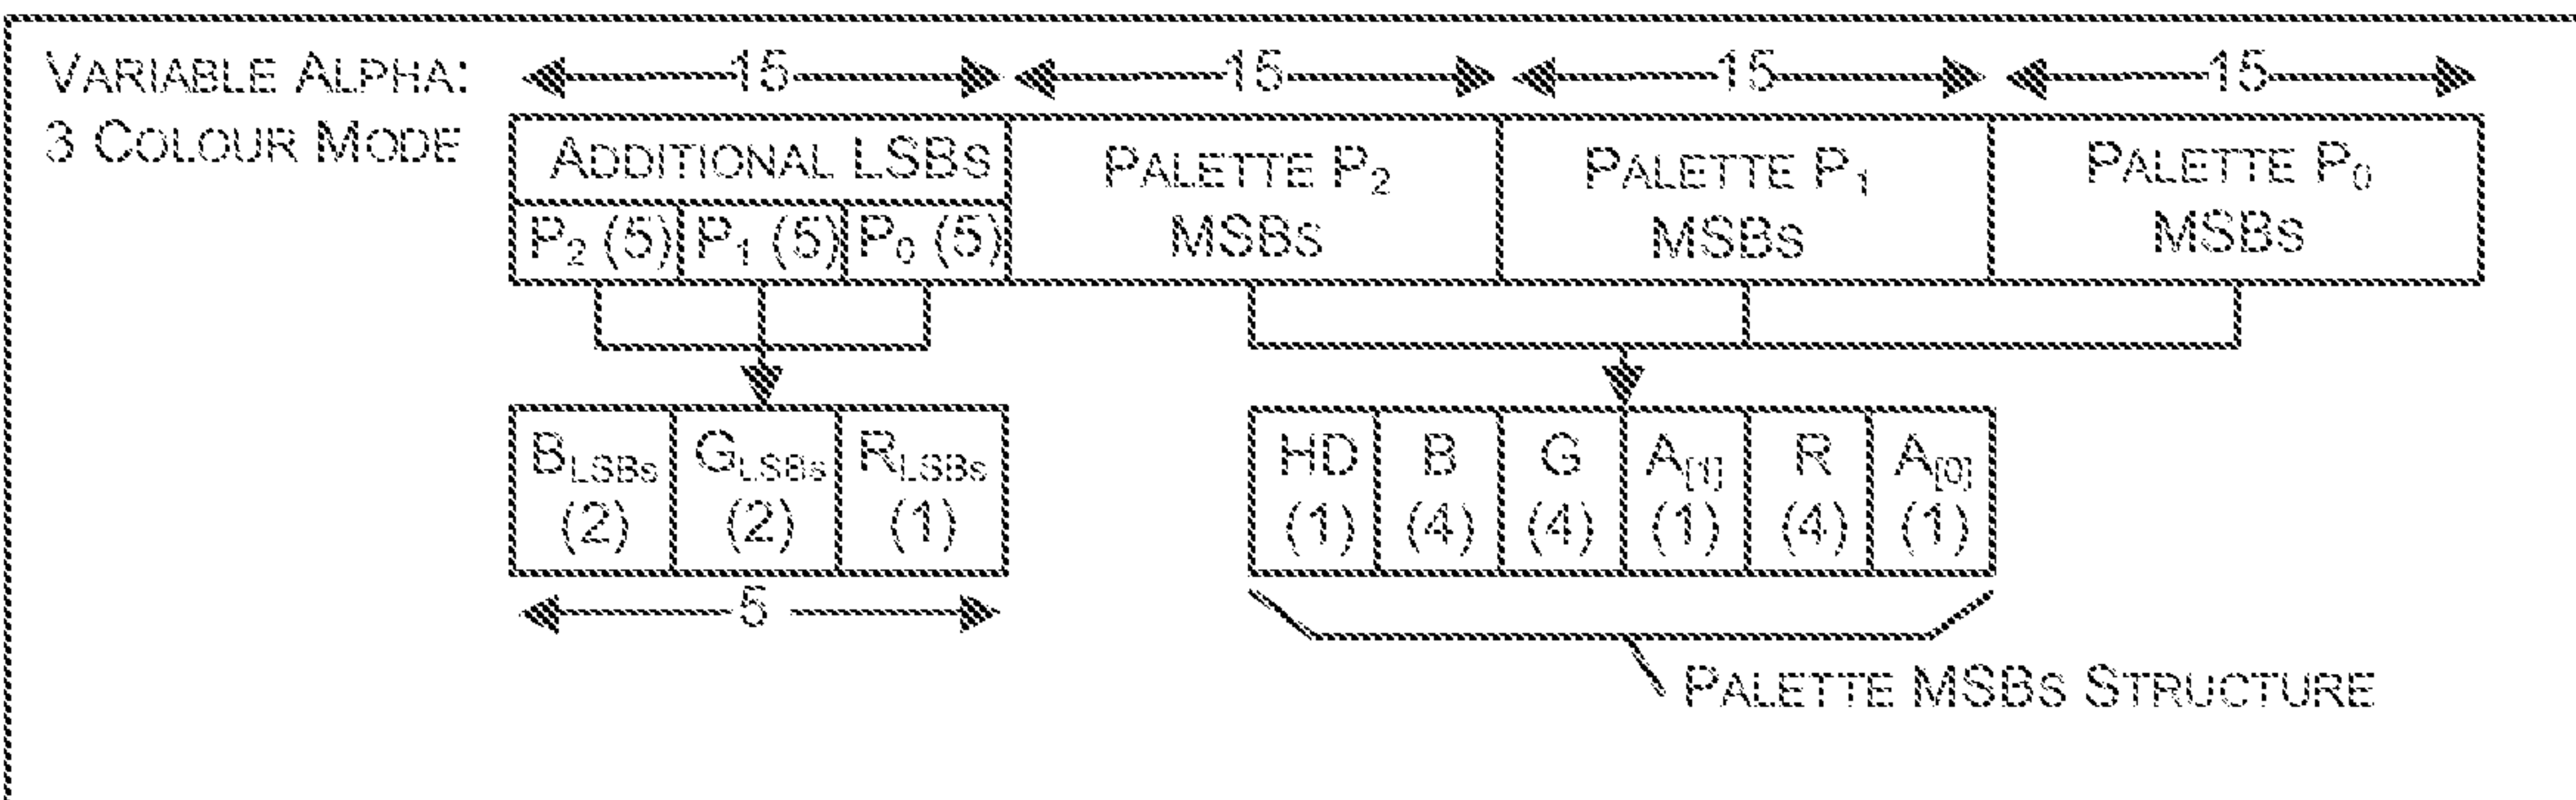 VARIABLE ALPHA:
3 COLOUR MODE
15 15 15 15
ADDITIONAL LSBS
P2 (5) P1 (5) P0 (5)
PALETTE P2
MSBS
PALETTE P1
MSBS
PALETTE P0
MSBS
BLSBs (2)
GLSBs (2)
RLSBs (1)
5
HD (1)
B (4)
G (4)
A[1] (1)
R (4)
A[0] (1)
PALETTE MSBS STRUCTURE